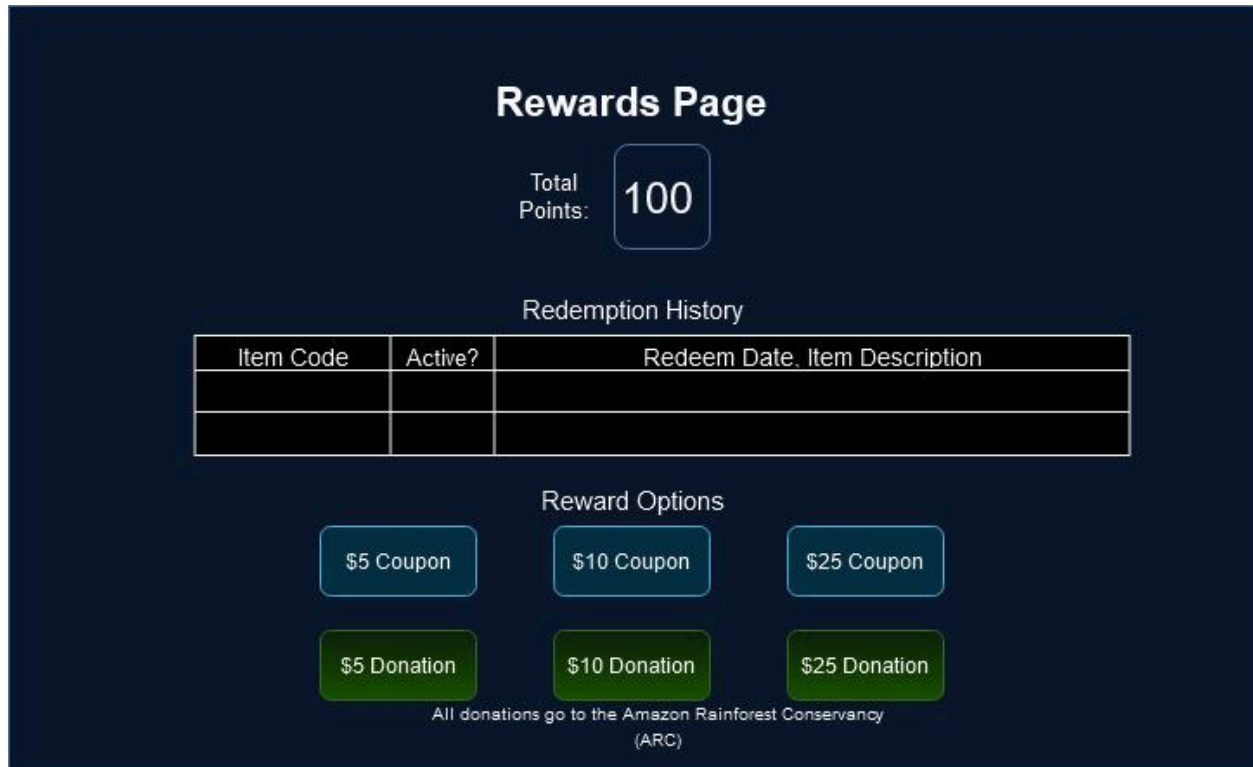 Rewards Page
Total
Points:
100
Redemption History
Item Code Active? Redeem Date, Item Description
Reward Options
$5 Coupon $10 Coupon $25 Coupon
$5 Donation $10 Donation $25 Donation
All donations go to the Amazon Rainforest Conservancy
(ARC)